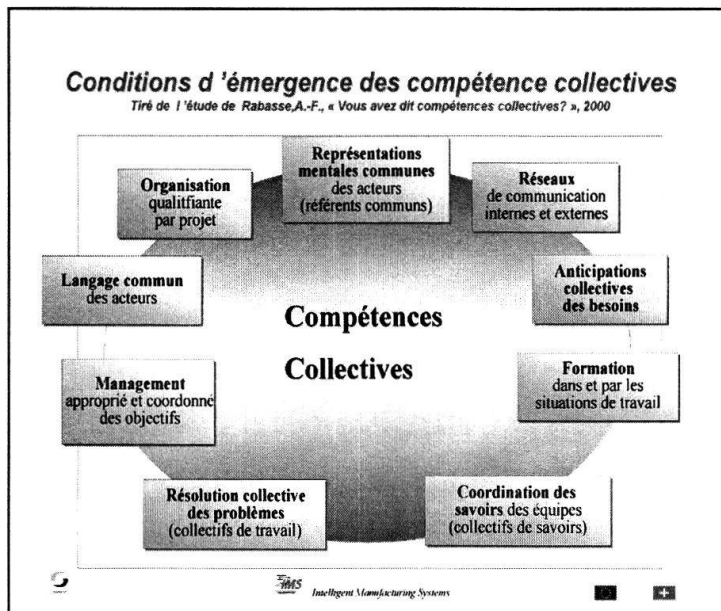 Conditions d 'émergence des compétence collectives
Tiré de l 'étude de Rabasse,A.-F., « Vous avez dit compétences collectives? », 2000
Représentations
mentales communes
des acteurs
(référents communs)
Organisation
qualitfiante
par projet
Réseaux
de communication
internes et externes
Langage commun
des acteurs
Anticipations
collectives
des besoins
Compétences
Collectives
Management
approprié et coordonné
des objectifs
Formation
dans et par les
situations de travail
Résolution collective
des problèmes
(collectifs de travail)
Coordination des
savoirs des équipes
(collectifs de savoirs)
IMS Intelligent Manufacturing Systems